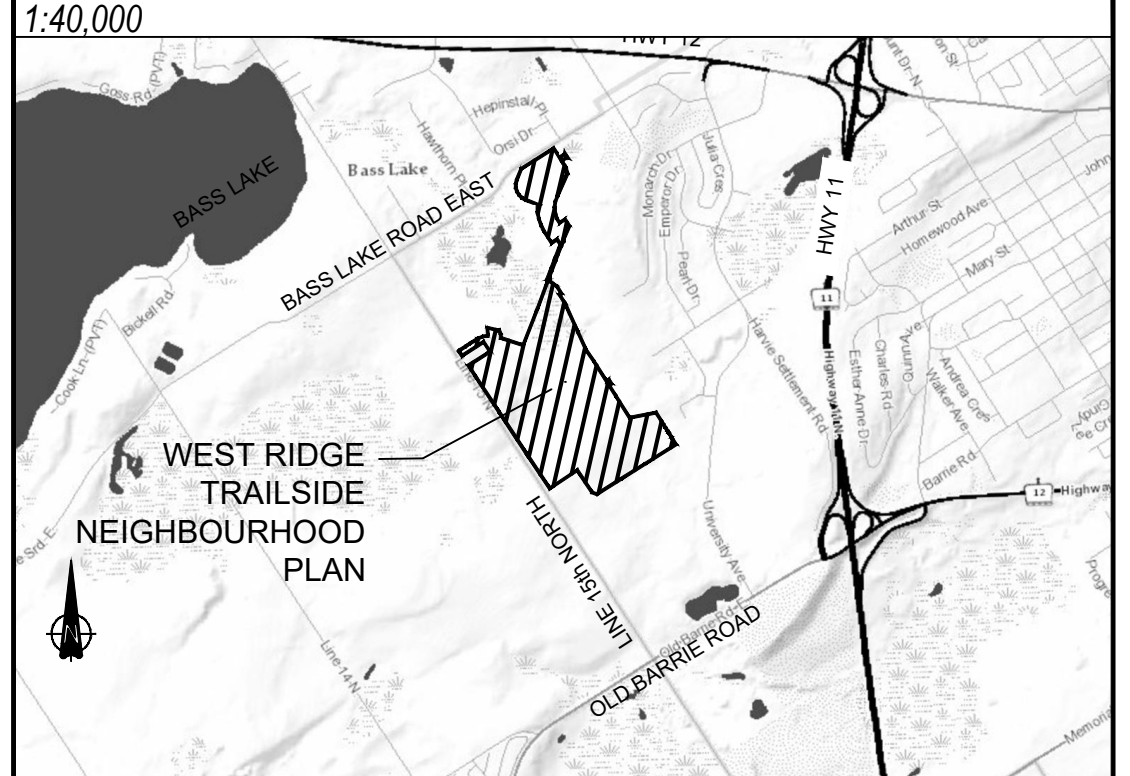 1:40,000
HWY 12
Goss Rd (PVT)
Hepinstall Pl
Orsi Dr
Hawthorn Pl
Bass Lake
BASS LAKE
BASS LAKE ROAD EAST
Monarch Dr
Emperor Dr
Julia Cres
Pearl Dr
HWY 11
Arthur St
Homewood Ave
Mary St
John
11
Bickell Rd
Cook Ln (PVT)
Harvie Settlement Rd
Esther Anne Dr
Charles Rd
Walker Ave
Andrea Cres
Barrie Rd
12
Highway
WEST RIDGE
TRAILSIDE
NEIGHBOURHOOD
PLAN
N
University Ave
LINE 15th NORTH
Line 14 N
Old Barrie Rd E
OLD BARRIE ROAD
Memoria
Progre